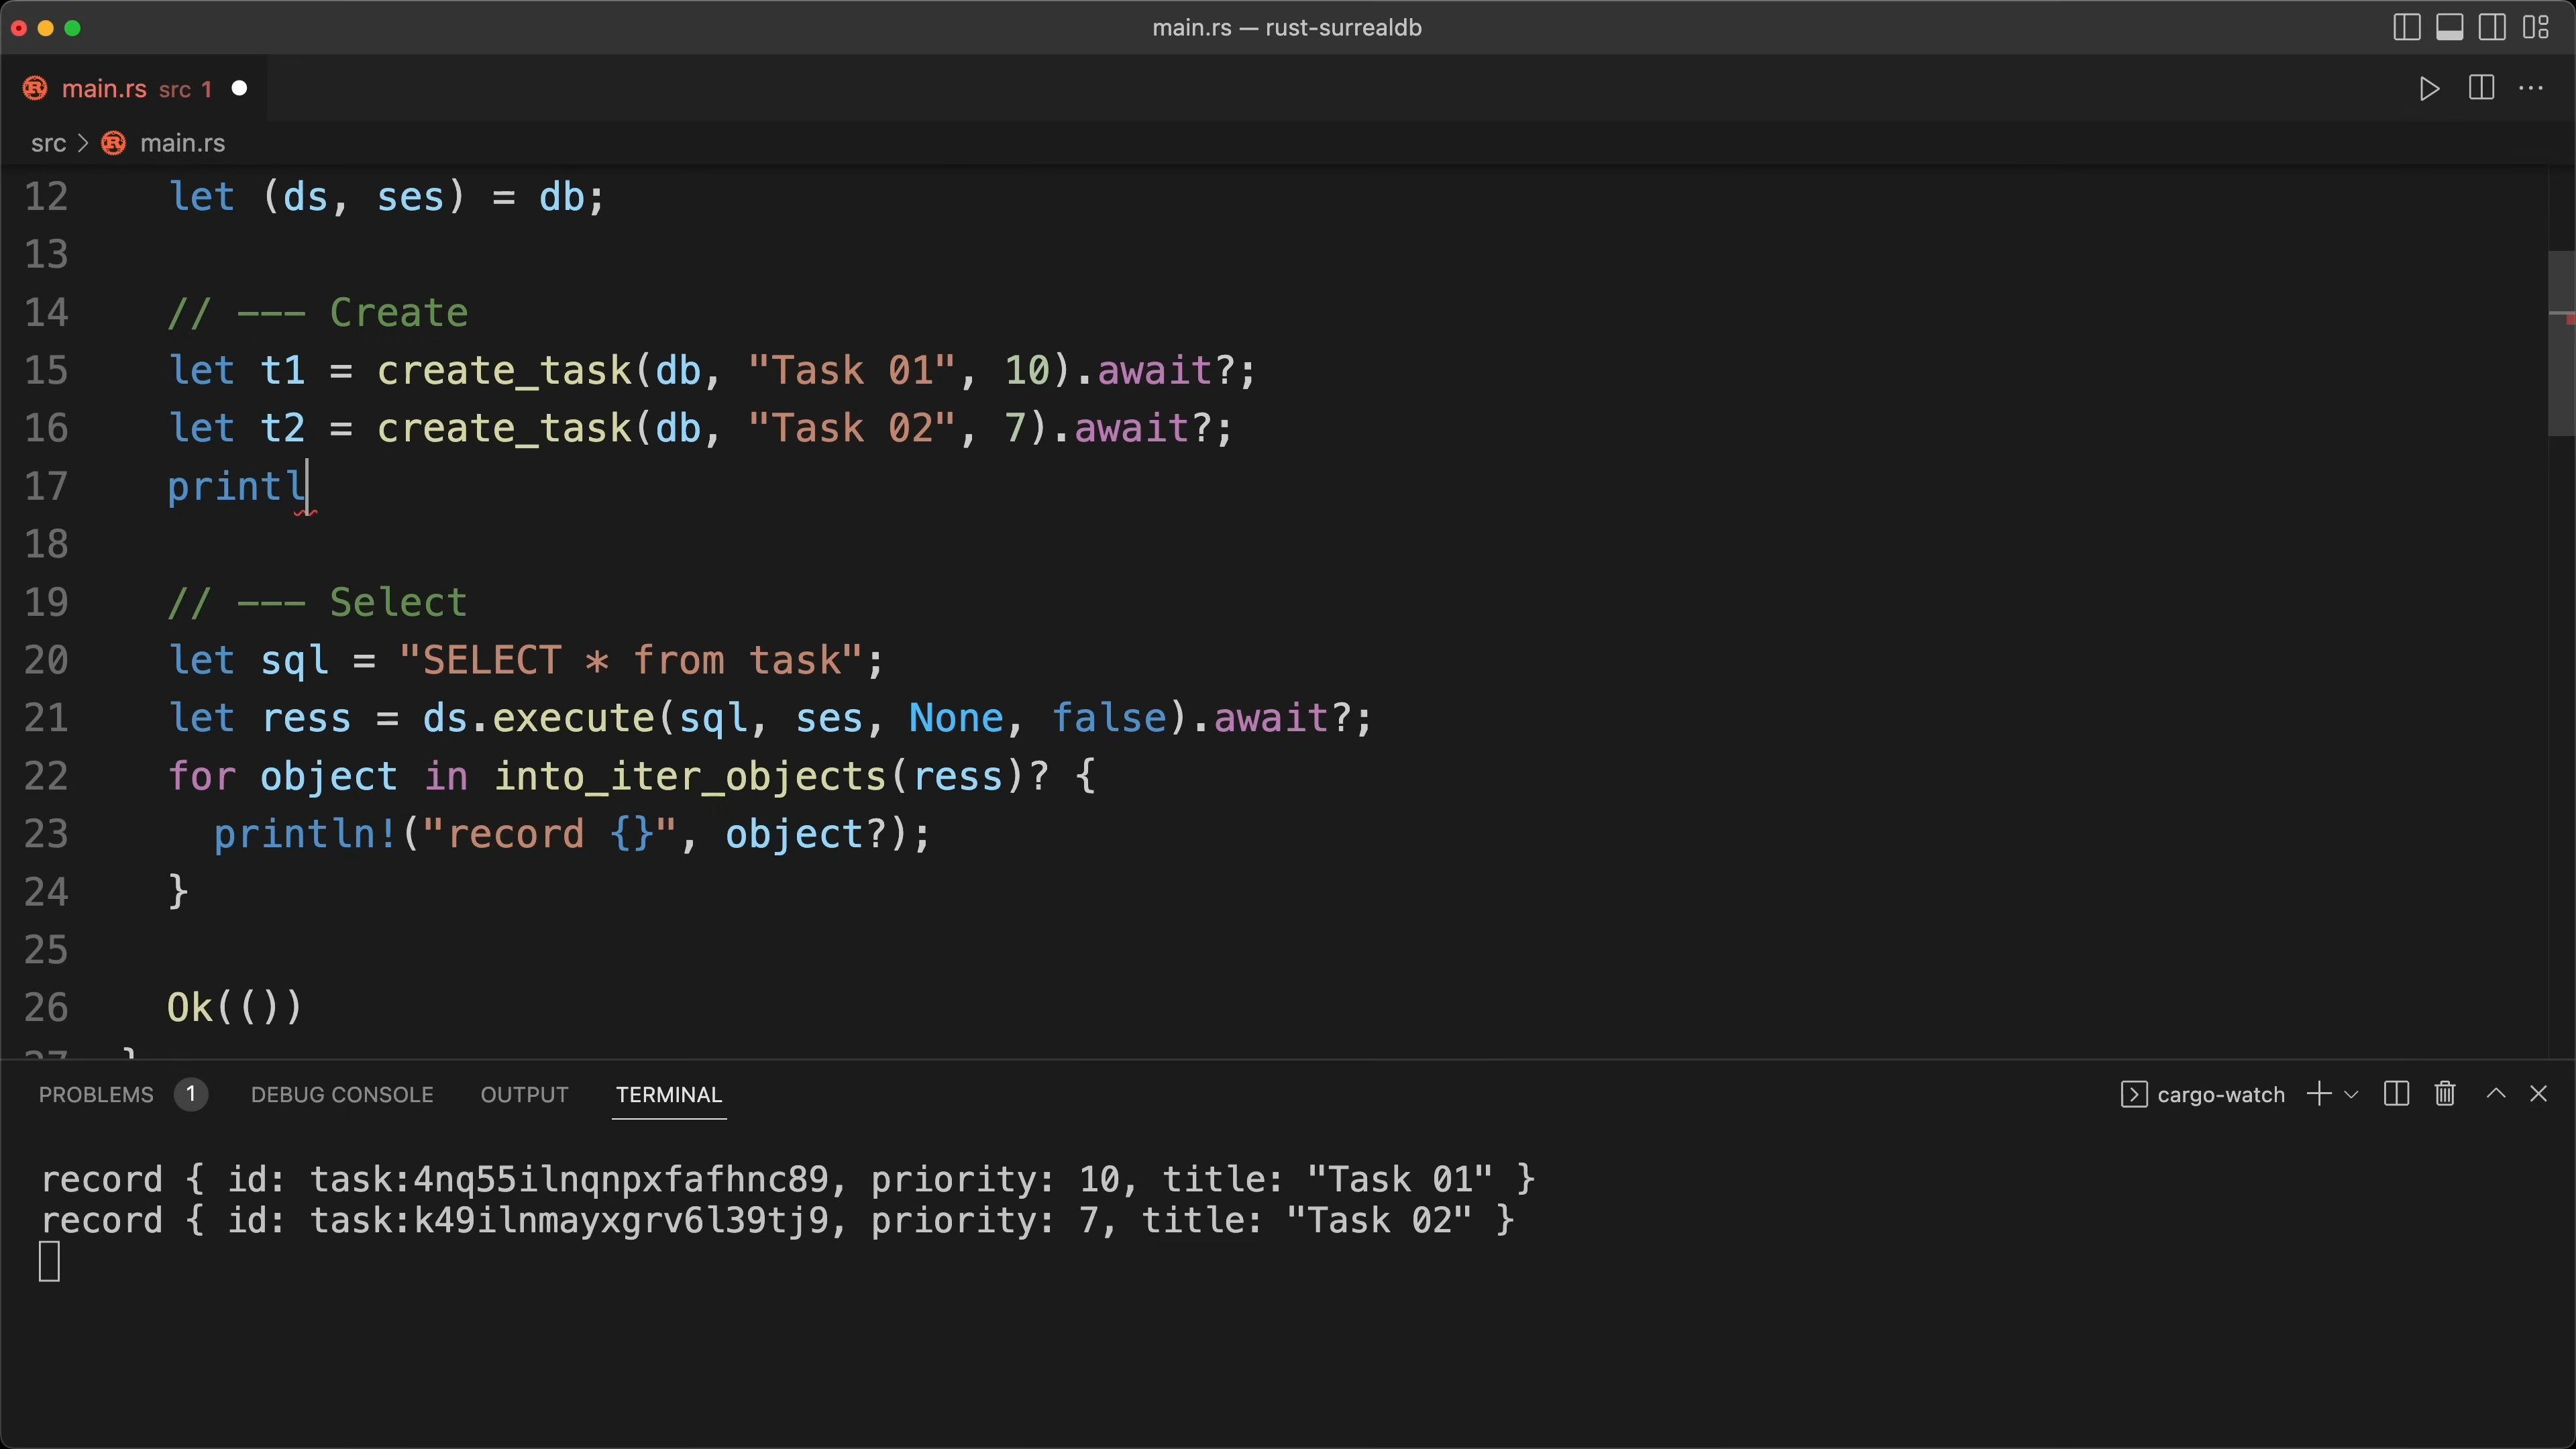 main.rs — rust-surrealdb
main.rs src 1
src > main.rs
12 let (ds, ses) = db;
13
14 // --- Create
15 let t1 = create_task(db, "Task 01", 10).await?;
16 let t2 = create_task(db, "Task 02", 7).await?;
17 printl
18
19 // --- Select
20 let sql = "SELECT * from task";
21 let ress = ds.execute(sql, ses, None, false).await?;
22 for object in into_iter_objects(ress)? {
23 println!("record {}", object?);
24 }
25
26 Ok(())
27 }
PROBLEMS 1 DEBUG CONSOLE OUTPUT TERMINAL cargo-watch
record { id: task:4nq55ilnqnpxfafhnc89, priority: 10, title: "Task 01" }
record { id: task:k49ilnmayxgrv6l39tj9, priority: 7, title: "Task 02" }